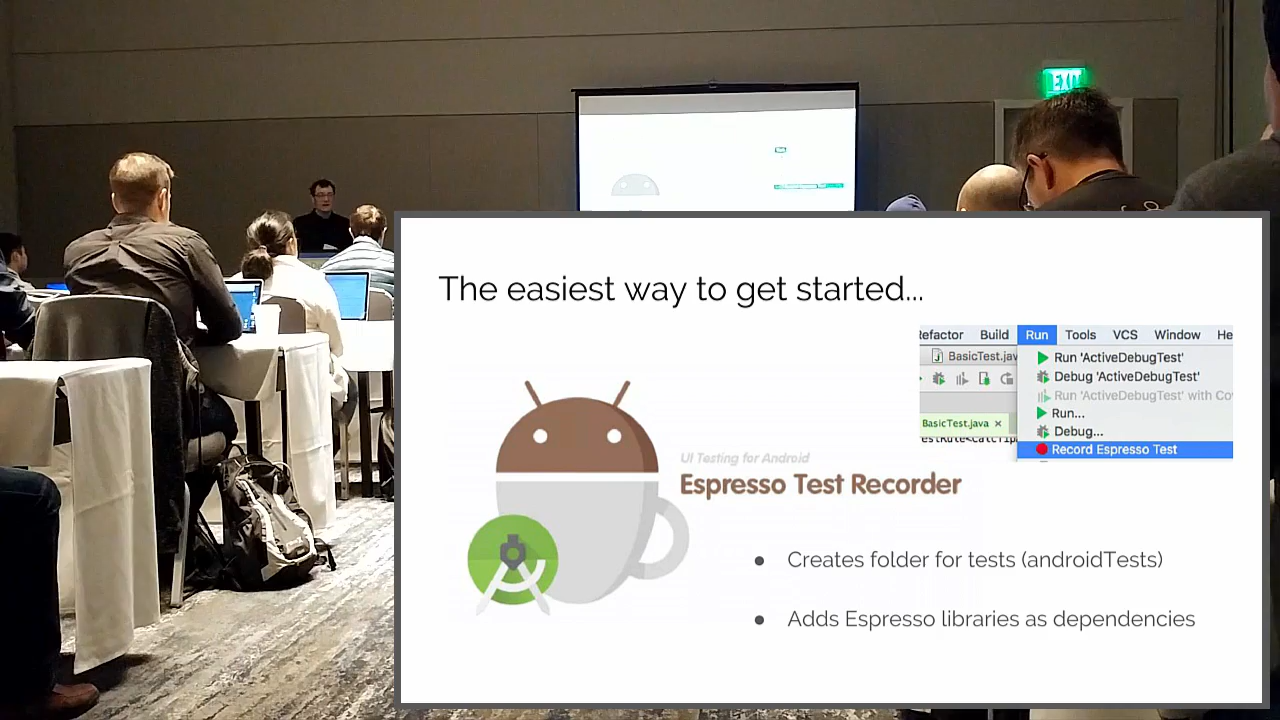 EXIT
The easiest way to get started...
Refactor Build Run Tools VCS Window He
BasicTest.jav
Run 'ActiveDebugTest'
Debug 'ActiveDebugTest'
Run 'ActiveDebugTest' with Co
Run...
BasicTest.java
Debug...
Record Espresso Test
UI Testing for Android
Espresso Test Recorder
● Creates folder for tests (androidTests)
● Adds Espresso libraries as dependencies